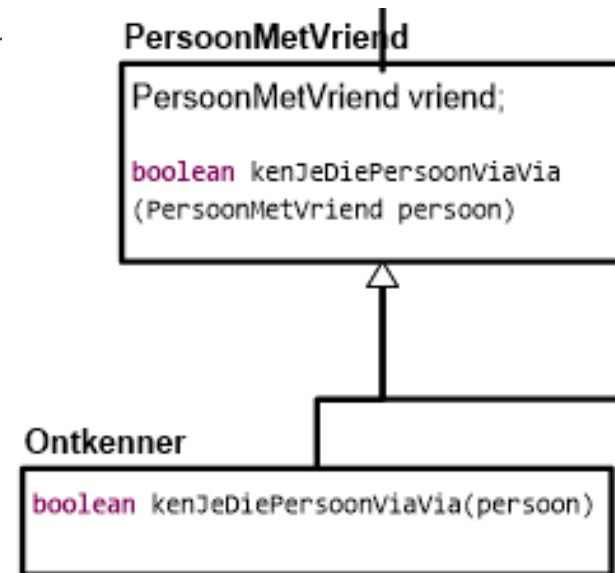 PersoonMetVriend
PersoonMetVriend vriend;
boolean kenJeDiePersoonViaVia
(PersoonMetVriend persoon)
Ontkenner
boolean kenJeDiePersoonViaVia(persoon)